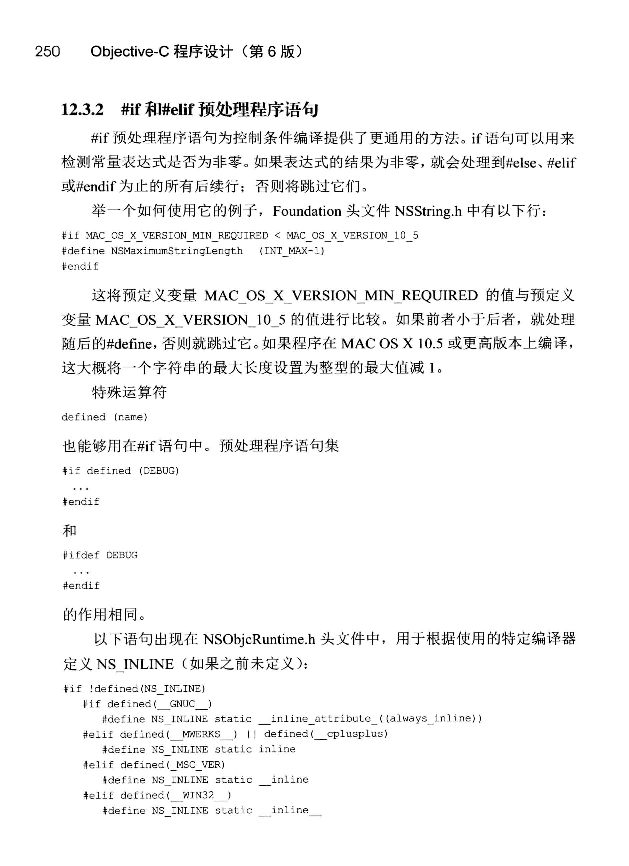 250 Objective-C 程序设计（第 6 版）
12.3.2 #if 和#elif 预处理程序语句
#if 预处理程序语句为控制条件编译提供了更通用的方法。if 语句可以用来
检测常量表达式是否为非零。如果表达式的结果为非零，就会处理到#else、#elif
或#endif 为止的所有后续行；否则将跳过它们。
举一个如何使用它的例子，Foundation 头文件 NSString.h 中有以下行：
#if MAC_OS_X_VERSION_MIN_REQUIRED < MAC_OS_X_VERSION_10_5
#define NSMaximumStringLength (INT_MAX-1)
#endif
这将预定义变量 MAC_OS_X_VERSION_MIN_REQUIRED 的值与预定义
变量 MAC_OS_X_VERSION_10_5 的值进行比较。如果前者小于后者，就处理
随后的#define，否则就跳过它。如果程序在 MAC OS X 10.5 或更高版本上编译，
这大概将一个字符串的最大长度设置为整型的最大值减 1。
特殊运算符
defined (name)
也能够用在#if 语句中。预处理程序语句集
#if defined (DEBUG)
...
#endif
和
#ifdef DEBUG
...
#endif
的作用相同。
以下语句出现在 NSObjcRuntime.h 头文件中，用于根据使用的特定编译器
定义 NS_INLINE（如果之前未定义）：
#if !defined(NS_INLINE)
#if defined(__GNUC__)
#define NS_INLINE static __inline_attribute_((always_inline))
#elif defined(__MWERKS__) || defined(__cplusplus)
#define NS_INLINE static inline
#elif defined(_MSC_VER)
#define NS_INLINE static __inline
#elif defined(__WIN32__)
#define NS_INLINE static __inline__